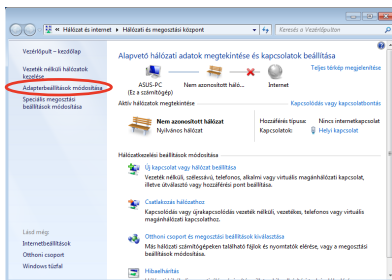 Hálózat és internet ▸ Hálózati és megosztási központ
Keresés a Vezérlőpulton
Vezérlőpult – kezdőlap
Vezeték nélküli hálózatok
kezelése
Adapterbeállítások módosítása
Speciális megosztási
beállítások módosítása
Alapvető hálózati adatok megtekintése és kapcsolatok beállítása
Teljes térkép megjelenítése
ASUS-PC
(Ez a számítógép)
Nem azonosított háló...
Internet
Aktív hálózatok megtekintése
Kapcsolódás vagy kapcsolatbontás
Nem azonosított hálózat
Nyilvános hálózat
Hozzáférés típusa: Nincs internetkapcsolat
Kapcsolatok: Helyi kapcsolat
Hálózatkezelési beállítások módosítása
Új kapcsolat vagy hálózat beállítása
Vezeték nélküli, szélessávú, telefonos, alkalmi vagy virtuális magánhálózati kapcsolat,
illetve útválasztó vagy hozzáférési pont beállítása.
Csatlakozás hálózathoz
Kapcsolódás vagy újrakapcsolódás vezeték nélküli, vezetékes, telefonos vagy virtuális
magánhálózati kapcsolathoz.
Otthoni csoport és megosztási beállítások kiválasztása
Más hálózati számítógépeken található fájlok és nyomtatók elérése, vagy a megosztási
beállítások módosítása.
Hibaelhárítás
Lásd még:
Internetbeállítások
Otthoni csoport
Windows tűzfal